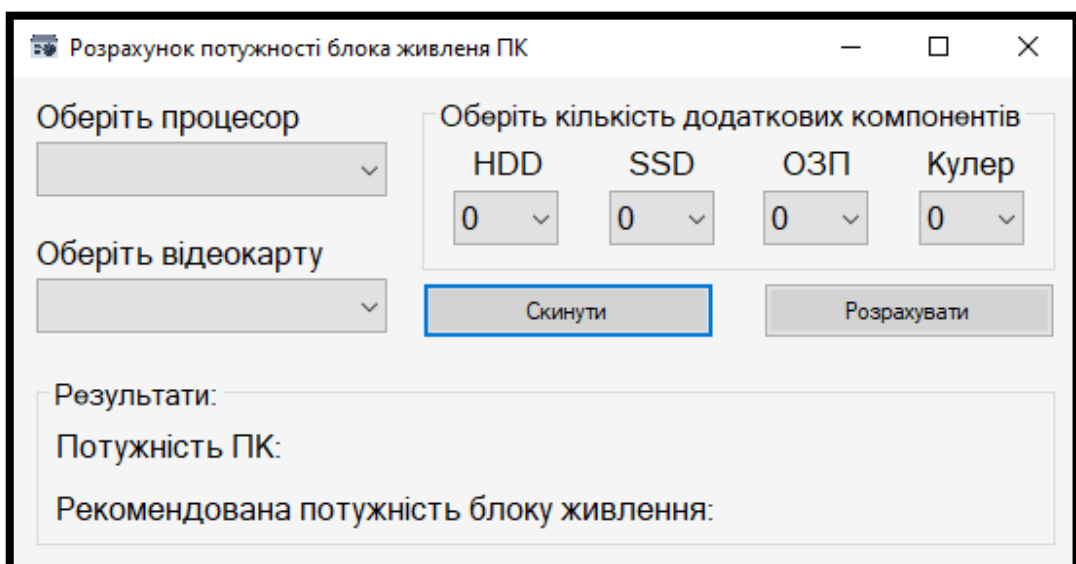 Розрахунок потужності блока живленя ПК
Оберіть процесор
Оберіть кількість додаткових компонентів
HDD SSD ОЗП Кулер
0 0 0 0
Оберіть відеокарту
Скинути Розрахувати
Результати:
Потужність ПК:
Рекомендована потужність блоку живлення: